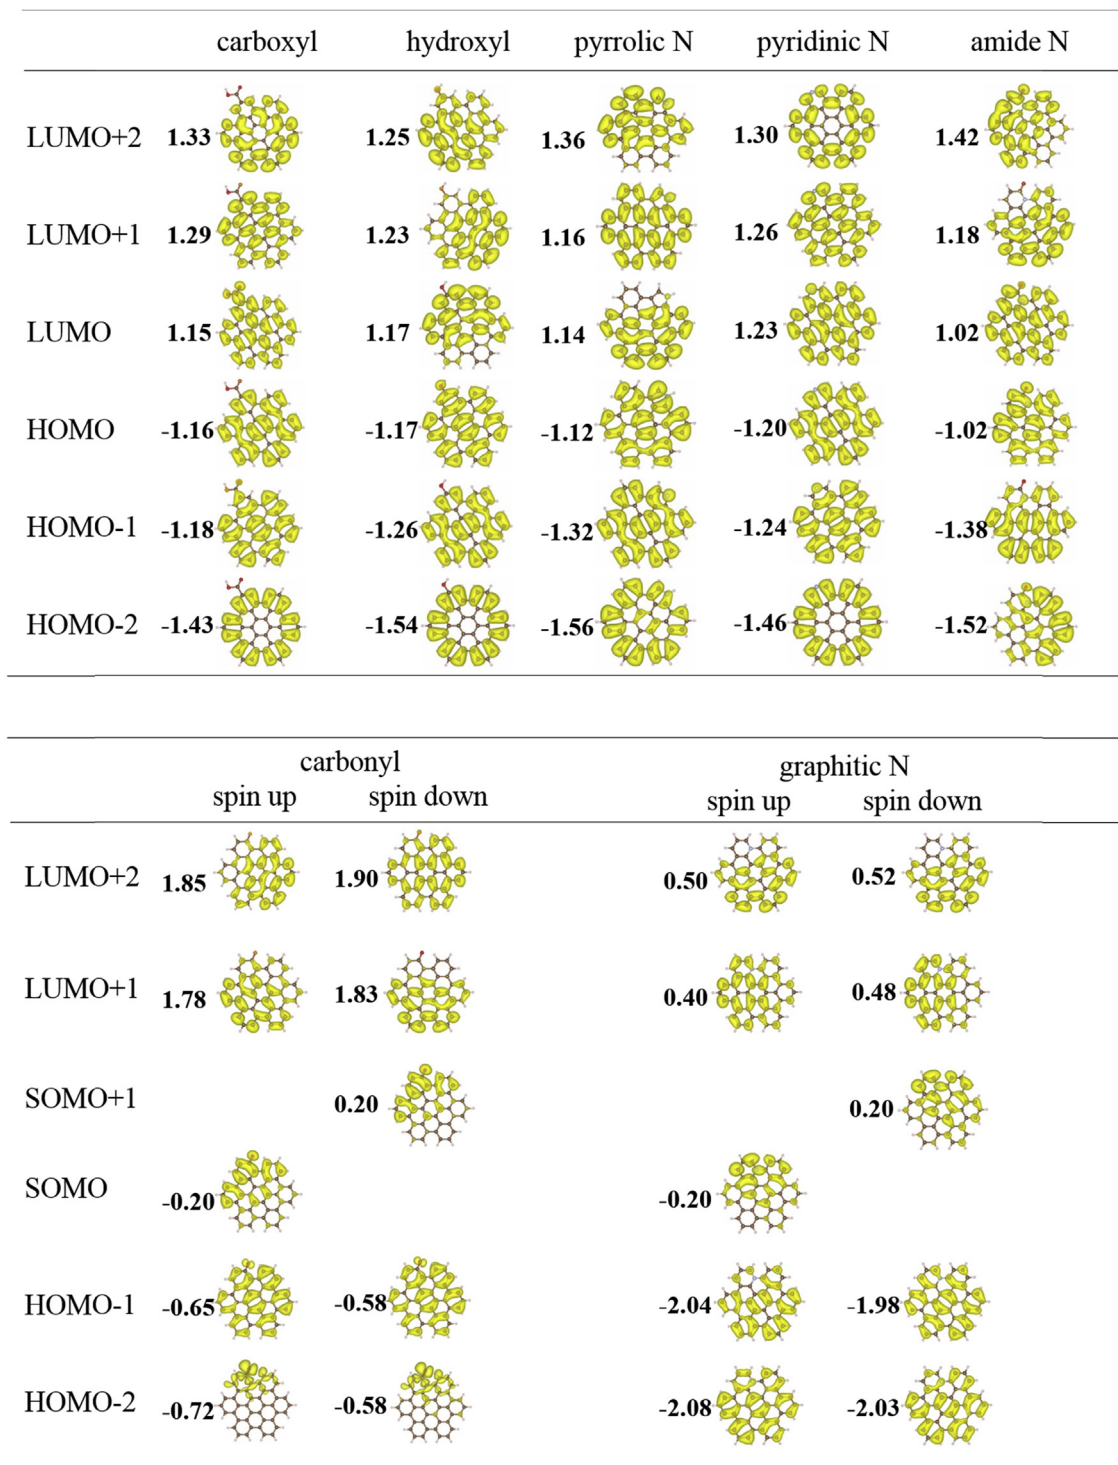 carboxyl hydroxyl pyrrolic N pyridinic N amide N
LUMO+2 1.33 1.25 1.36 1.30 1.42
LUMO+1 1.29 1.23 1.16 1.26 1.18
LUMO 1.15 1.17 1.14 1.23 1.02
HOMO -1.16 -1.17 -1.12 -1.20 -1.02
HOMO-1 -1.18 -1.26 -1.32 -1.24 -1.38
HOMO-2 -1.43 -1.54 -1.56 -1.46 -1.52
carbonyl graphitic N
spin up spin down spin up spin down
LUMO+2 1.85 1.90 0.50 0.52
LUMO+1 1.78 1.83 0.40 0.48
SOMO+1 0.20 0.20
SOMO -0.20 -0.20
HOMO-1 -0.65 -0.58 -2.04 -1.98
HOMO-2 -0.72 -0.58 -2.08 -2.03